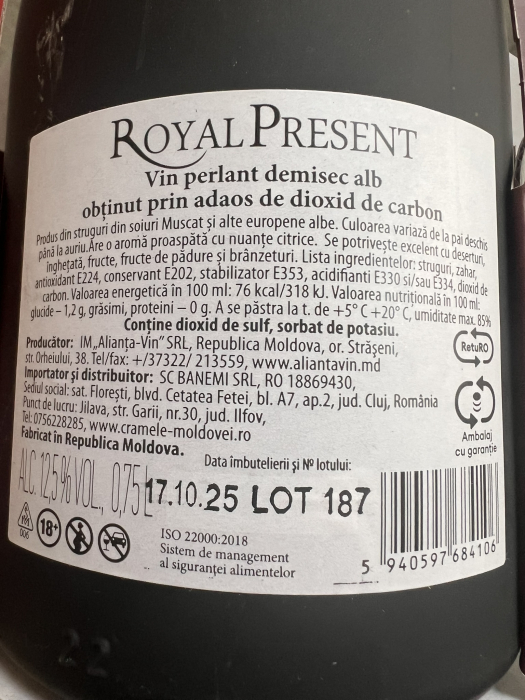 ROYAL PRESENT
Vin perlant demisec alb
obținut prin adaos de dioxid de carbon
Produs din struguri din soiuri Muscat și alte europene albe. Culoarea variază de la pai deschis
până la auriu.Are o aromă proaspătă cu nuanțe citrice. Se potrivește excelent cu deserturi,
înghețată, fructe, fructe de pădure și brânzeturi. Lista ingredientelor: struguri, zahar,
antioxidant E224, conservant E202, stabilizator E353, acidifianti E330 si/sau E334, dioxid de
carbon. Valoarea energetică în 100 ml: 76 kcal/318 kJ. Valoarea nutrițională în 100 ml:
glucide – 1,2 g, grăsimi, proteini – 0 g. A se păstra la t. de +5° C +20° C, umiditate max. 85%
Conține dioxid de sulf, sorbat de potasiu.
Producător: IM„Alianța-Vin” SRL, Republica Moldova, or. Strășeni,
str. Orheiului, 38. Tel/fax: +/37322/ 213559, www.aliantavin.md
Importator și distribuitor: SC BANEMI SRL, RO 18869430,
Sediul social: sat. Florești, blvd. Cetatea Fetei, bl. A7, ap.2, jud. Cluj, România
Punct de lucru: Jilava, str. Garii, nr.30, jud. Ilfov,
Tel: 0756228285, www.cramele-moldovei.ro
Fabricat în Republica Moldova.
RetuRO
Ambalaj
cu garanție
Data îmbutelierii și № lotului:
ALC. 12,5 % VOL., 0,75 L
17.10.25 LOT 187
006
18+
ISO 22000:2018
Sistem de management
al siguranței alimentelor
5 940597 684106
22